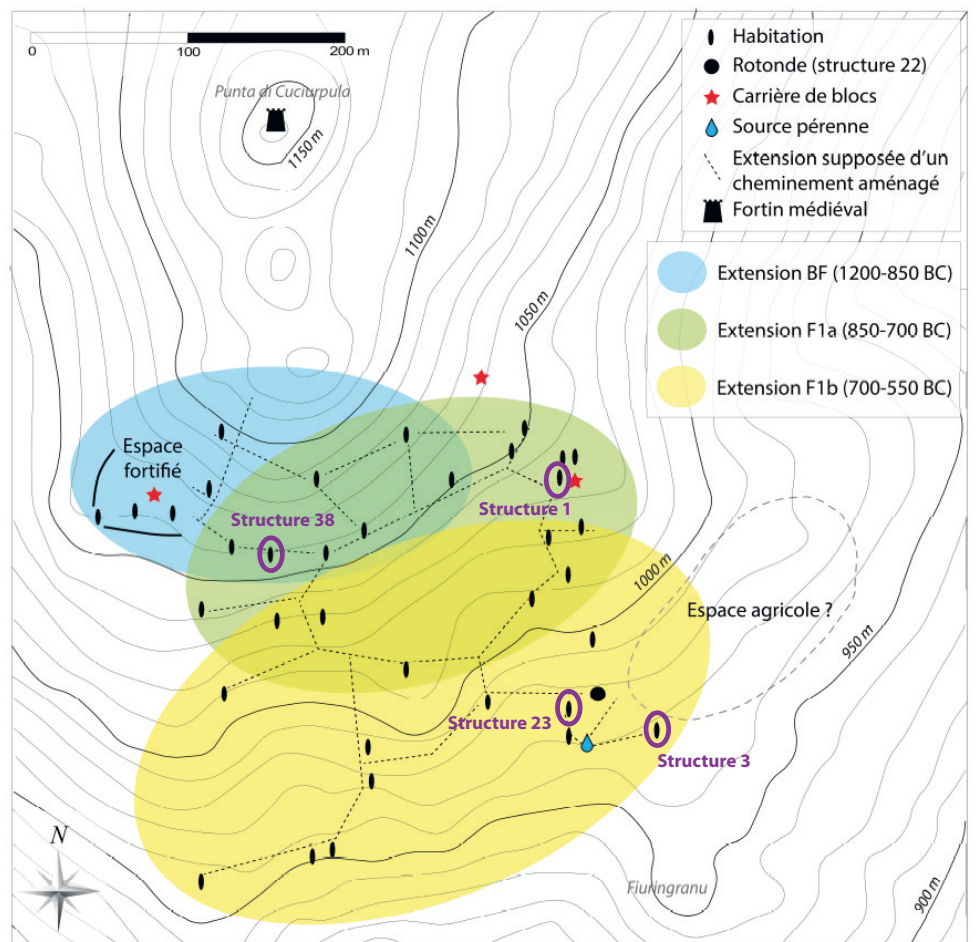 0 100 200 m
Punta di Cuciurpula
1150 m
Habitation
Rotonde (structure 22)
Carrière de blocs
Source pérenne
Extension supposée d'un
cheminement aménagé
Fortin médiéval
1100 m
Extension BF (1200-850 BC)
Extension F1a (850-700 BC)
Extension F1b (700-550 BC)
1050 m
Espace
fortifié
Structure 38
Structure 1
1000 m
Espace agricole ?
950 m
Structure 23
Structure 3
N
Fiuringranu
900 m